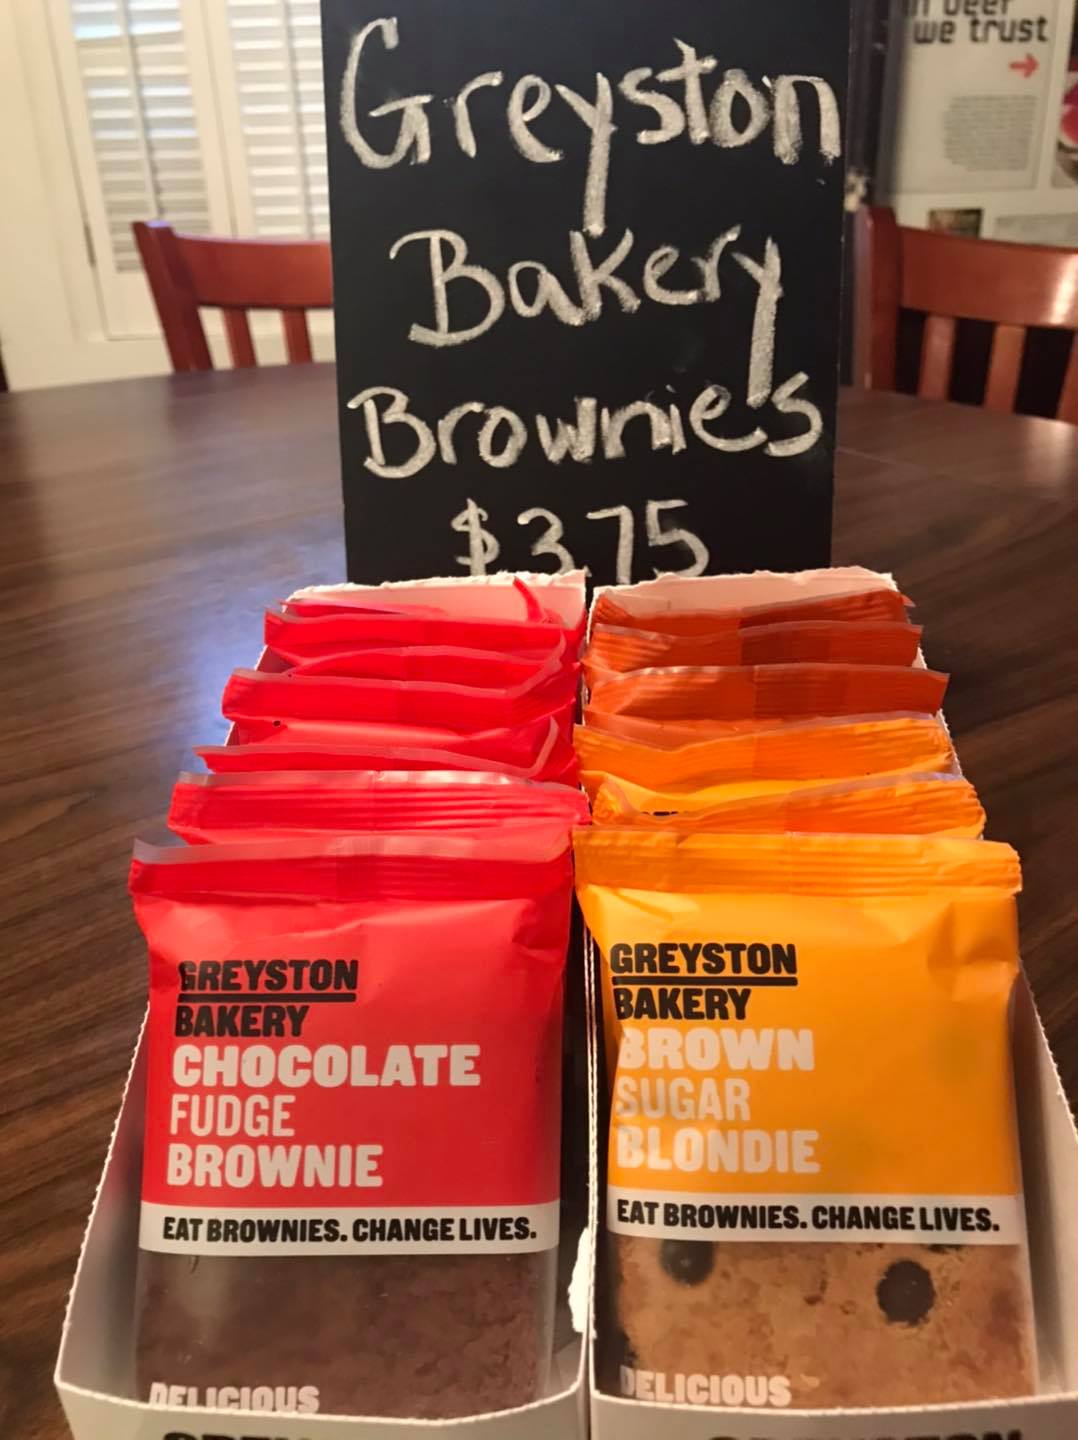 Greyston
Bakery
Brownies
$3.75
we trust
GREYSTON
BAKERY
CHOCOLATE
FUDGE
BROWNIE
EAT BROWNIES. CHANGE LIVES.
DELICIOUS
GREYSTON
BAKERY
BROWN
SUGAR
BLONDIE
EAT BROWNIES. CHANGE LIVES.
DELICIOUS